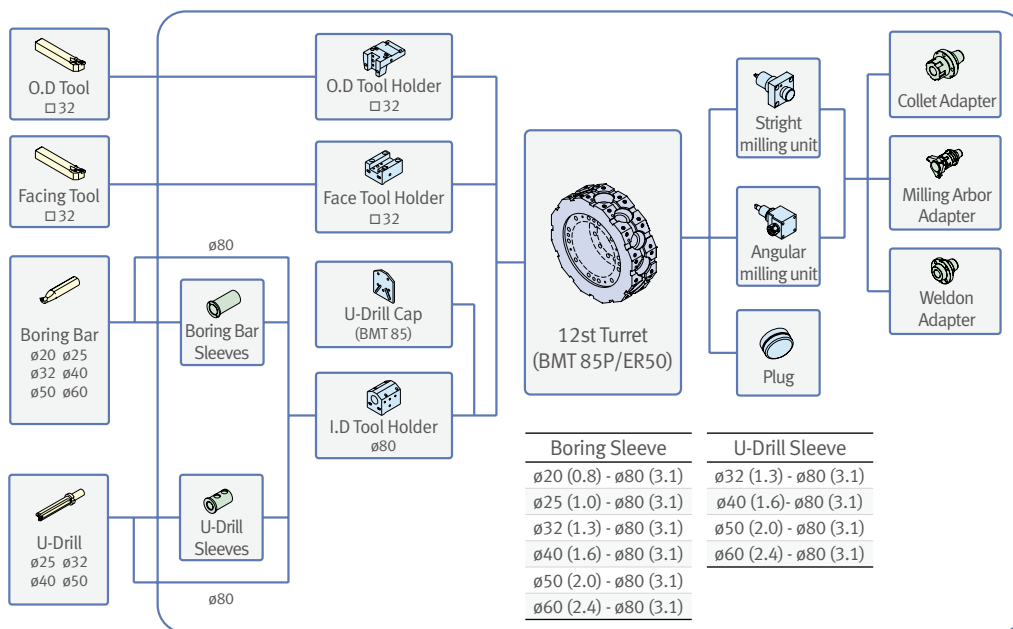 O.D Tool
□32
Facing Tool
□32
Boring Bar
ø20 ø25
ø32 ø40
ø50 ø60
U-Drill
ø25 ø32
ø40 ø50
ø80
Boring Bar
Sleeves
U-Drill
Sleeves
ø80
O.D Tool Holder
□32
Face Tool Holder
□32
U-Drill Cap
(BMT 85)
I.D Tool Holder
ø80
12st Turret
(BMT 85P/ER50)
Stright
milling unit
Angular
milling unit
Plug
Collet Adapter
Milling Arbor
Adapter
Weldon
Adapter
Boring Sleeve
ø20 (0.8) - ø80 (3.1)
ø25 (1.0) - ø80 (3.1)
ø32 (1.3) - ø80 (3.1)
ø40 (1.6) - ø80 (3.1)
ø50 (2.0) - ø80 (3.1)
ø60 (2.4) - ø80 (3.1)
U-Drill Sleeve
ø32 (1.3) - ø80 (3.1)
ø40 (1.6)- ø80 (3.1)
ø50 (2.0) - ø80 (3.1)
ø60 (2.4) - ø80 (3.1)